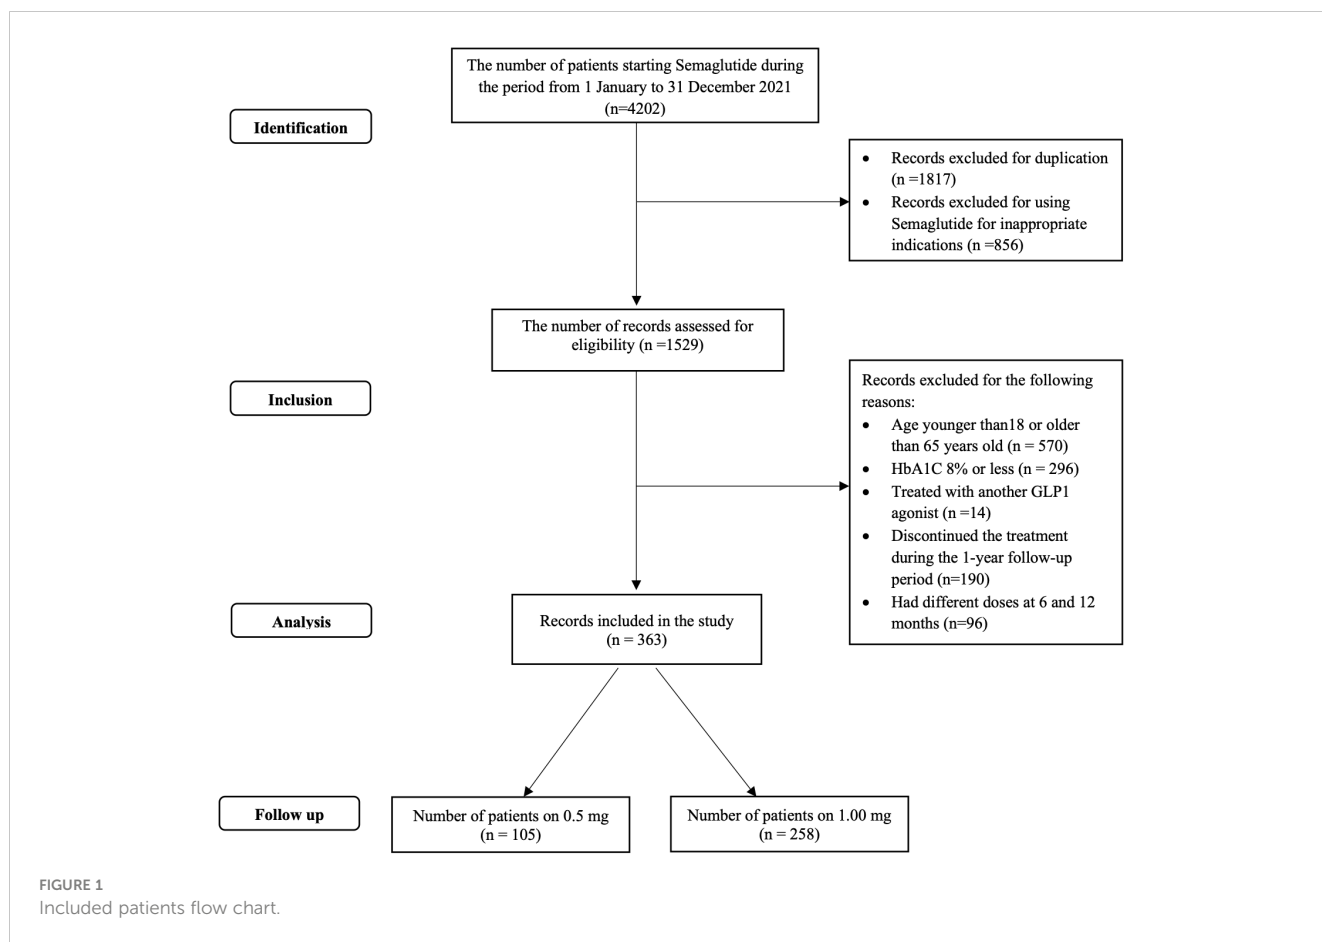 The number of patients starting Semaglutide during
the period from 1 January to 31 December 2021
(n=4202)
Identification
• Records excluded for duplication
(n =1817)
• Records excluded for using
Semaglutide for inappropriate
indications (n =856)
The number of records assessed for
eligibility (n =1529)
Inclusion
Records excluded for the following
reasons:
• Age younger than18 or older
than 65 years old (n = 570)
• HbA1C 8% or less (n = 296)
• Treated with another GLP1
agonist (n =14)
• Discontinued the treatment
during the 1-year follow-up
period (n=190)
• Had different doses at 6 and 12
months (n=96)
Analysis
Records included in the study
(n = 363)
Follow up
Number of patients on 0.5 mg
(n = 105)
Number of patients on 1.00 mg
(n = 258)
FIGURE 1
Included patients flow chart.